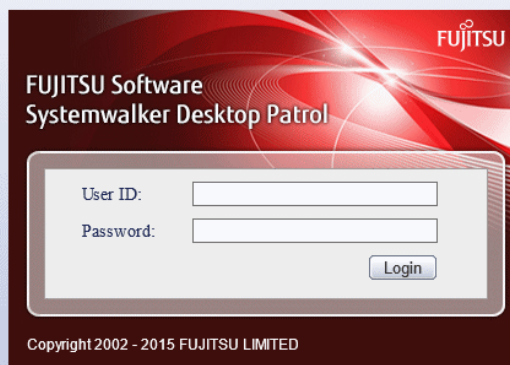 FUJITSU
FUJITSU Software
Systemwalker Desktop Patrol
User ID:
Password:
Login
Copyright 2002 - 2015 FUJITSU LIMITED